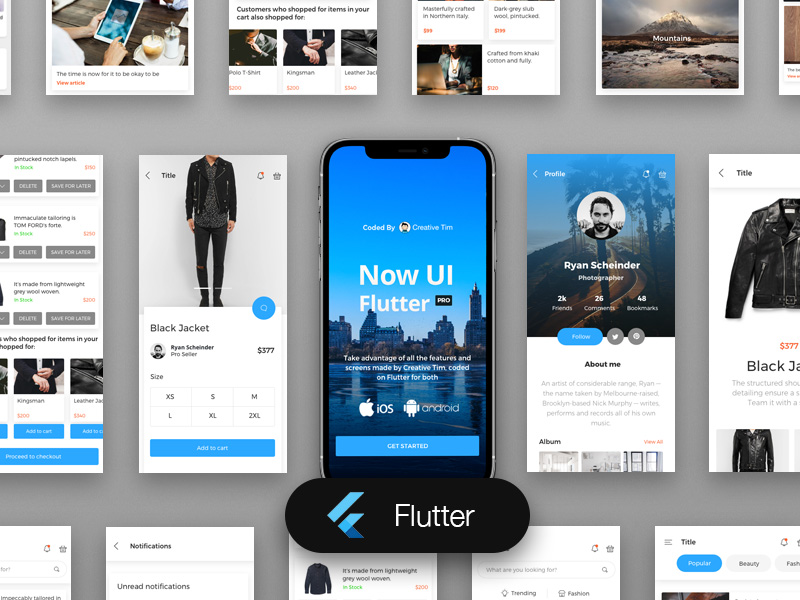 The time is now for it to be okay to be
View article
Customers who shopped for items in your
cart also shopped for:
Polo T-Shirt
Kingsman
Leather Jac
$200
$200
$340
Masterfully crafted
in Northern Italy.
$99
Dark-grey slub
wool, pintucked.
$199
Crafted from khaki
cotton and fully.
$120
Mountains
pintucked notch lapels
In Stock
$150
DELETE
SAVE FOR LATER
Immaculate tailoring is
TOM FORD's forte.
In Stock
$250
DELETE
SAVE FOR LATER
It's made from lightweight
grey wool woven.
In Stock
$200
DELETE
SAVE FOR LATER
s who shopped for items in your
hopped for:
Kingsman
Leather Jac
$200
$340
Add to cart
Add to ca
Proceed to checkout
Title
Black Jacket
Ryan Scheinder
Pro Seller
$377
Size
XS
S
M
L
XL
2XL
Add to cart
Coded By
Creative Tim
Now UI
Flutter PRO
Take advantage of all the features and
screens made by Creative Tim, coded
on Flutter for both
iOS
android
GET STARTED
Flutter
Profile
Ryan Scheinder
Photographer
2k
26
48
Friends
Comments
Bookmarks
Follow
About me
An artist of considerable range, Ryan —
the name taken by Melbourne-raised,
Brooklyn-based Nick Murphy — writes,
performs and records all of his own
music.
Album
View All
Title
$377
Black Ja
The structured shou
detailing ensure a s
Team it with a
for?
Impeccably tailored in
Notifications
Unread notifications
It's made from lightweight
grey wool woven.
In Stock
$200
What are you looking for?
Trending
Fashion
Title
Popular
Beauty
Fash